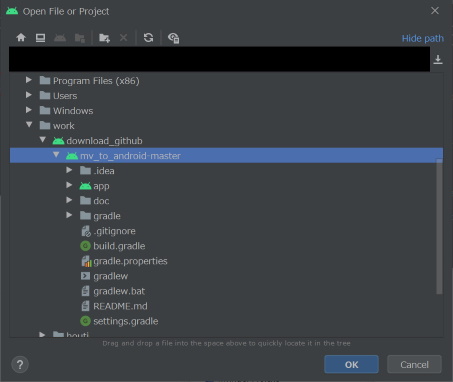 Open File or Project
Hide path
Program Files (x86)
Users
Windows
work
download_github
mv_to_android-master
.idea
app
doc
gradle
.gitignore
build.gradle
gradle.properties
gradlew
gradlew.bat
README.md
settings.gradle
Drag and drop a file into the space above to quickly locate it in the tree
?
OK
Cancel